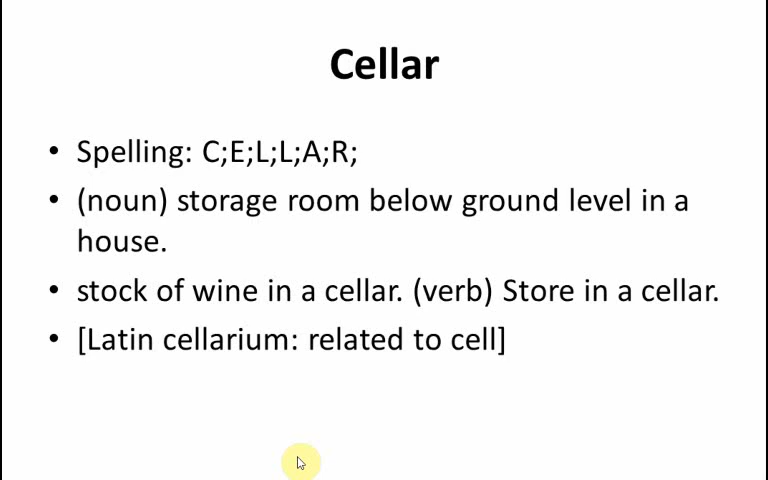 Cellar
• Spelling: C;E;L;L;A;R;
• (noun) storage room below ground level in a
house.
• stock of wine in a cellar. (verb) Store in a cellar.
• [Latin cellarium: related to cell]